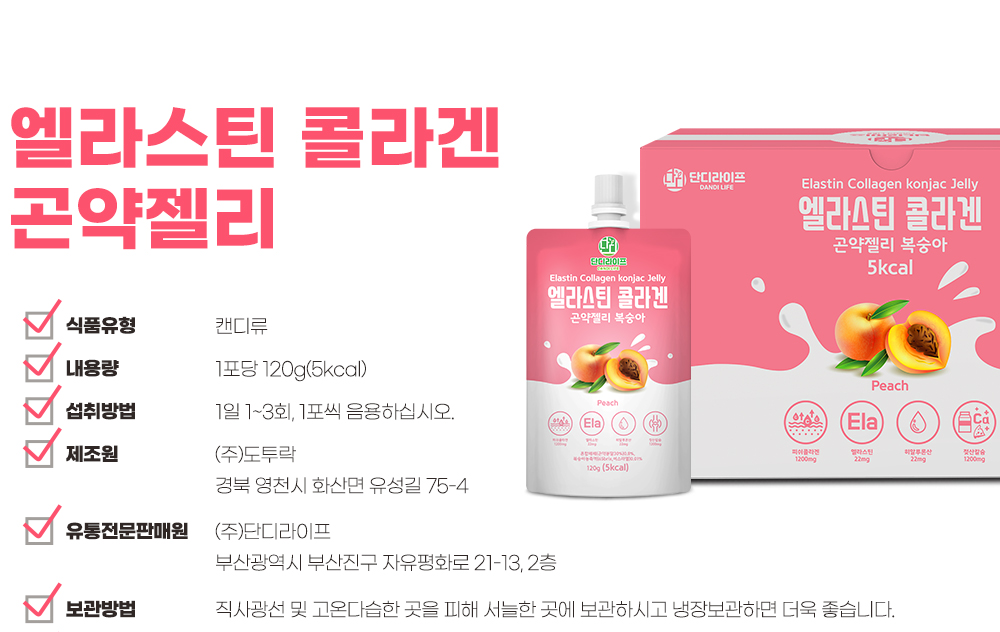 엘라스틴 콜라겐
곤약젤리
식품유형 캔디류
내용량 1포당 120g(5kcal)
섭취방법 1일 1~3회, 1포씩 음용하십시오.
제조원 (주)도투락
경북 영천시 화산면 유성길 75-4
유통전문판매원 (주)단디라이프
부산광역시 부산진구 자유평화로 21-13, 2층
보관방법 직사광선 및 고온다습한 곳을 피해 서늘한 곳에 보관하시고 냉장보관하면 더욱 좋습니다.
단디라이프
Elastin Collagen konjac Jelly
엘라스틴 콜라겐
곤약젤리 복숭아
Peach
Ela
120g (5kcal)
단디라이프
DANDI LIFE
Elastin Collagen konjac Jelly
엘라스틴 콜라겐
곤약젤리 복숭아
5kcal
Peach
Ela
Ca
피쉬콜라겐
1200mg
엘라스틴
22mg
히알루론산
22mg
젖산칼슘
1200mg